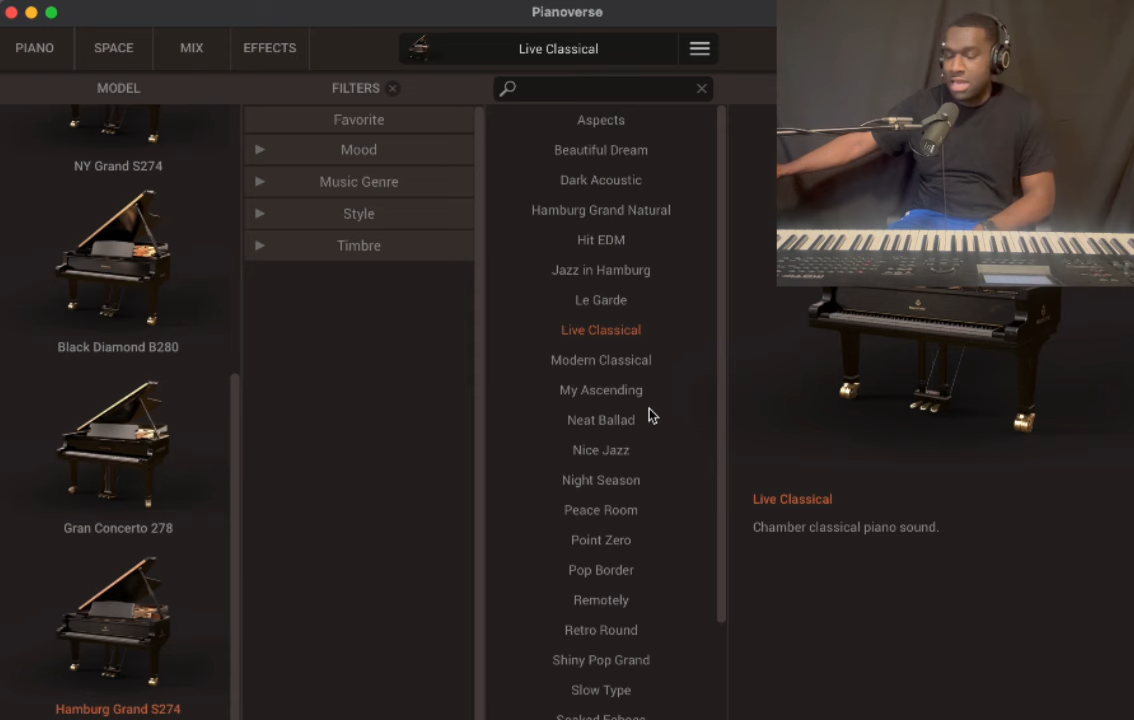 Pianoverse
PIANO
SPACE
MIX
EFFECTS
Live Classical
MODEL
FILTERS
NY Grand S274
Black Diamond B280
Gran Concerto 278
Hamburg Grand S274
Favorite
Mood
Music Genre
Style
Timbre
Aspects
Beautiful Dream
Dark Acoustic
Hamburg Grand Natural
Hit EDM
Jazz in Hamburg
Le Garde
Live Classical
Modern Classical
My Ascending
Neat Ballad
Nice Jazz
Night Season
Peace Room
Point Zero
Pop Border
Remotely
Retro Round
Shiny Pop Grand
Slow Type
Live Classical
Chamber classical piano sound.